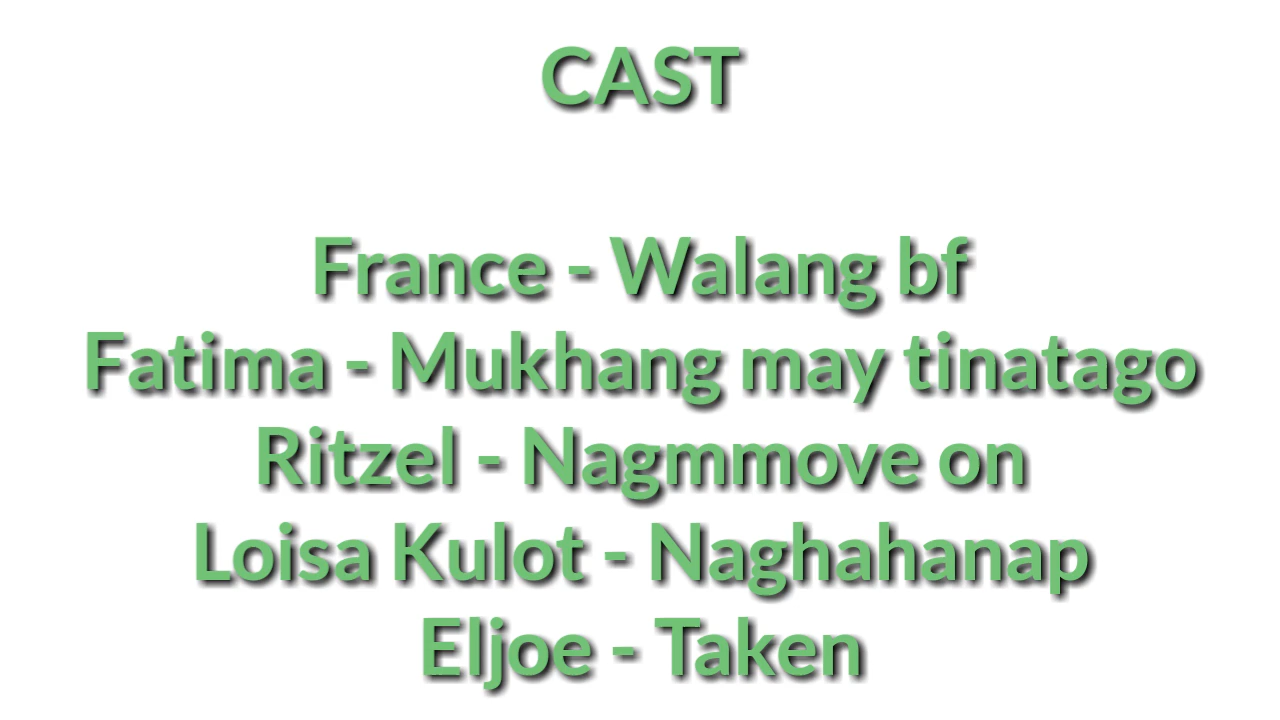 CAST
France - Walang bf
Fatima - Mukhang may tinatago
Ritzel - Nagmmove on
Loisa Kulot - Naghahanap
Eljoe - Taken